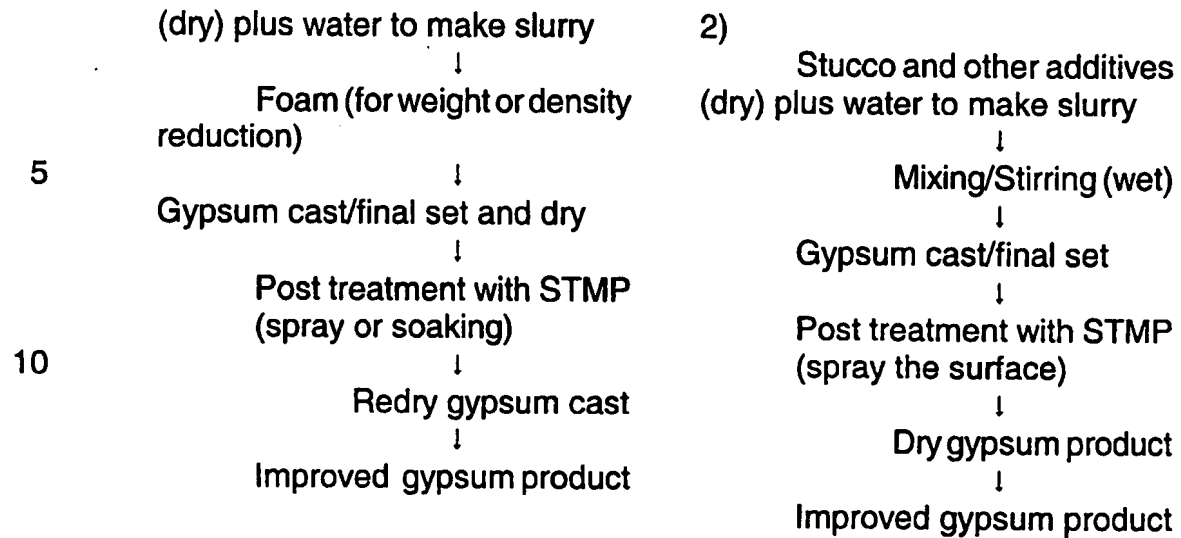 (dry) plus water to make slurry
↓
Foam (for weight or density
reduction)
5
↓
Gypsum cast/final set and dry
↓
Post treatment with STMP
(spray or soaking)
10
↓
Redry gypsum cast
↓
Improved gypsum product
2)
Stucco and other additives
(dry) plus water to make slurry
↓
Mixing/Stirring (wet)
↓
Gypsum cast/final set
↓
Post treatment with STMP
(spray the surface)
↓
Dry gypsum product
↓
Improved gypsum product